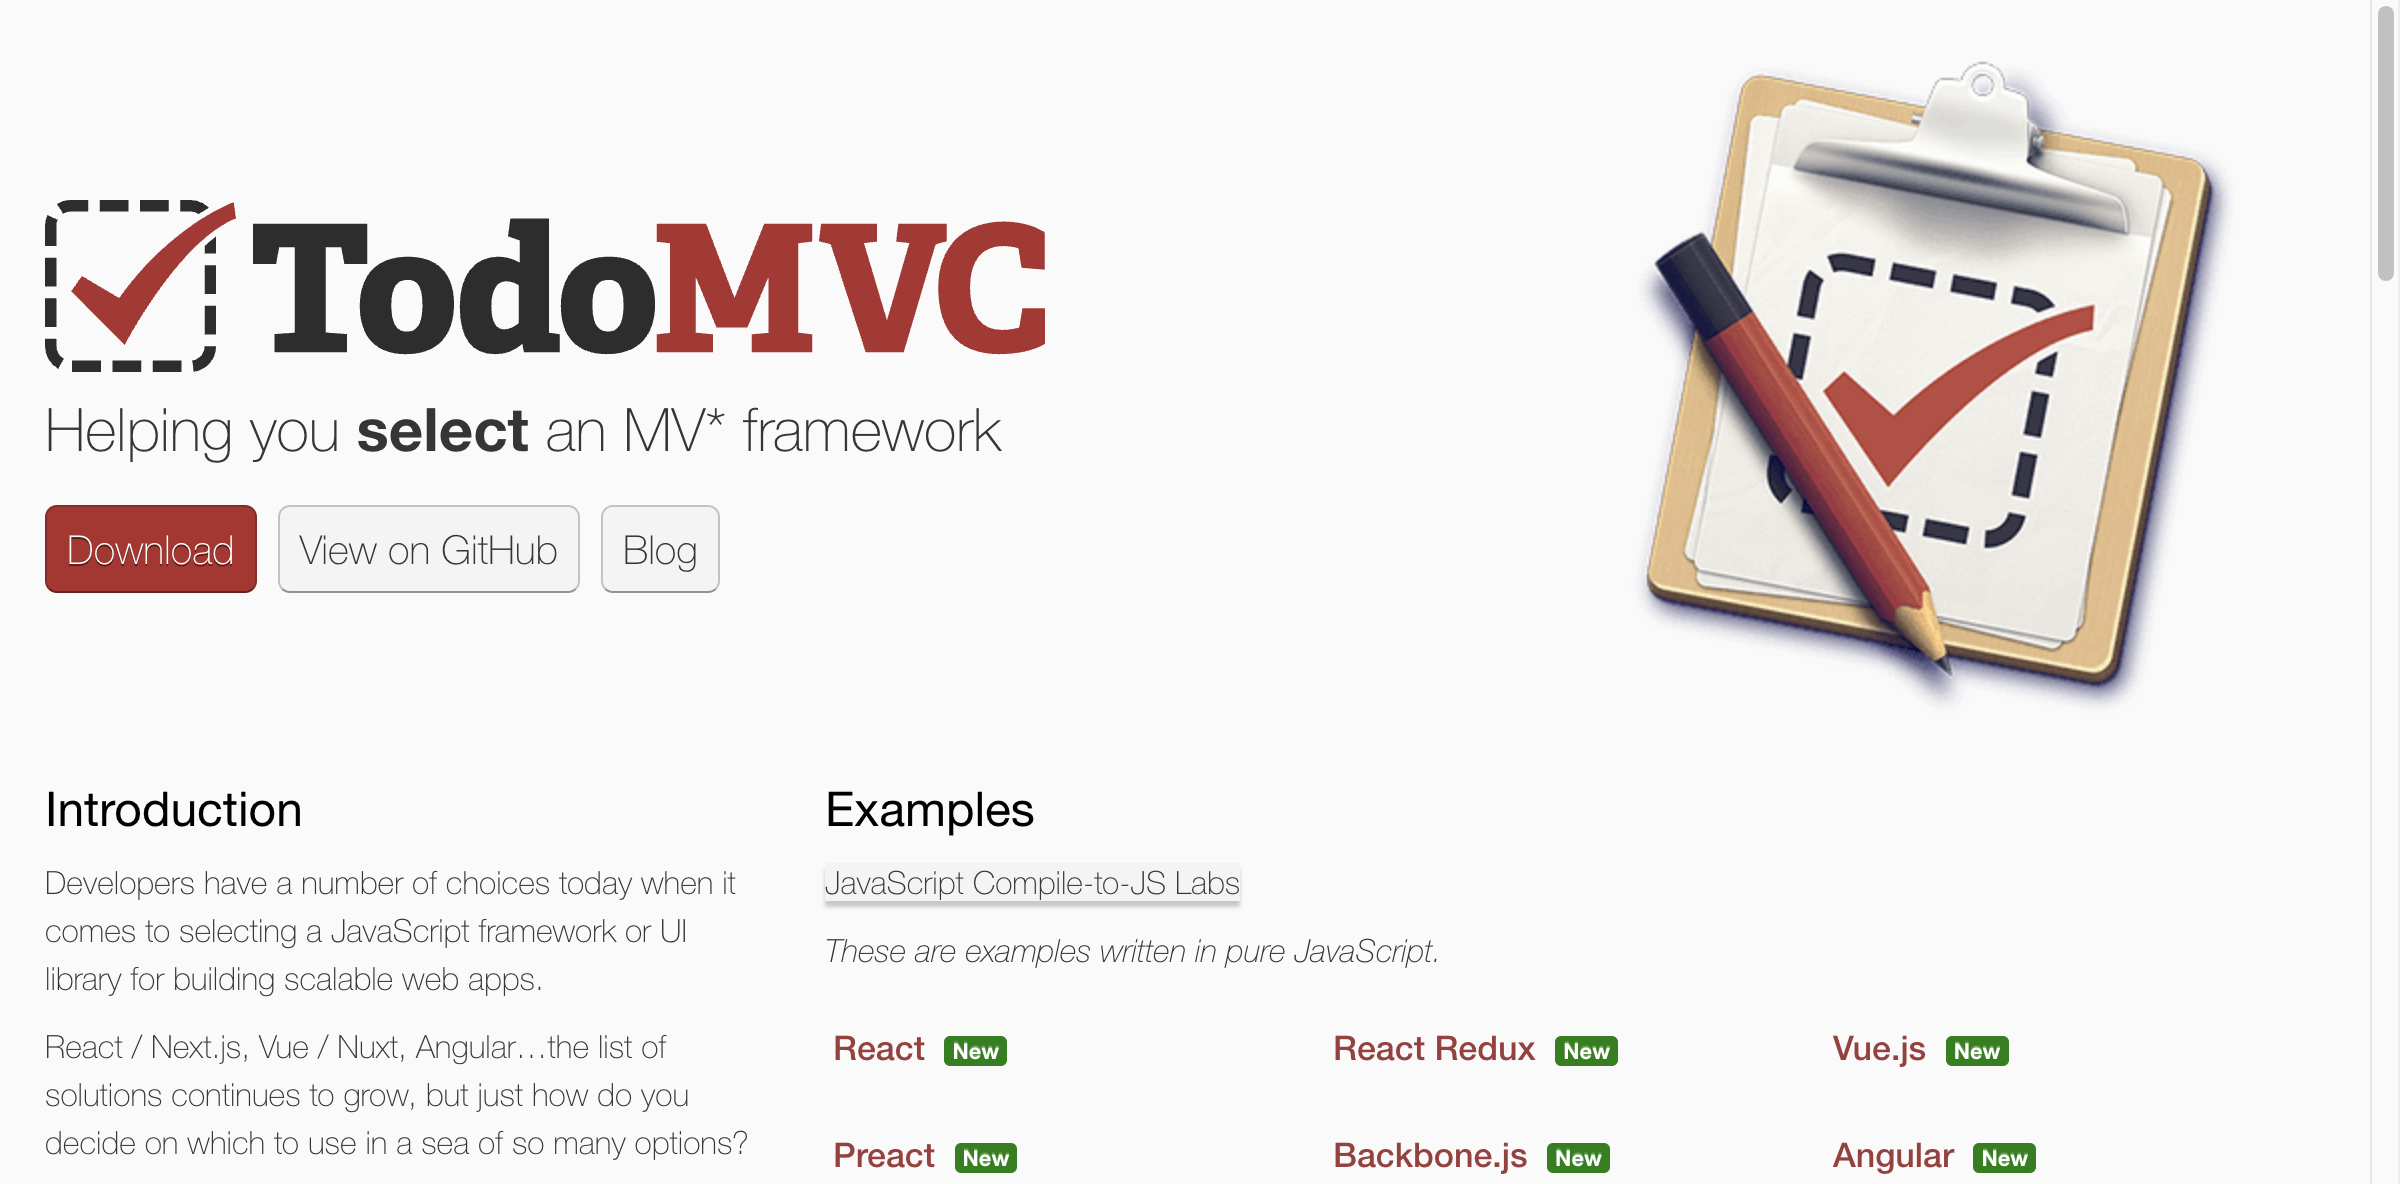 TodoMVC
Helping you select an MV* framework
Download
View on GitHub
Blog
Introduction
Developers have a number of choices today when it
comes to selecting a JavaScript framework or UI
library for building scalable web apps.
React / Next.js, Vue / Nuxt, Angular…the list of
solutions continues to grow, but just how do you
decide on which to use in a sea of so many options?
Examples
JavaScript Compile-to-JS Labs
These are examples written in pure JavaScript.
React New
React Redux New
Vue.js New
Preact New
Backbone.js New
Angular New